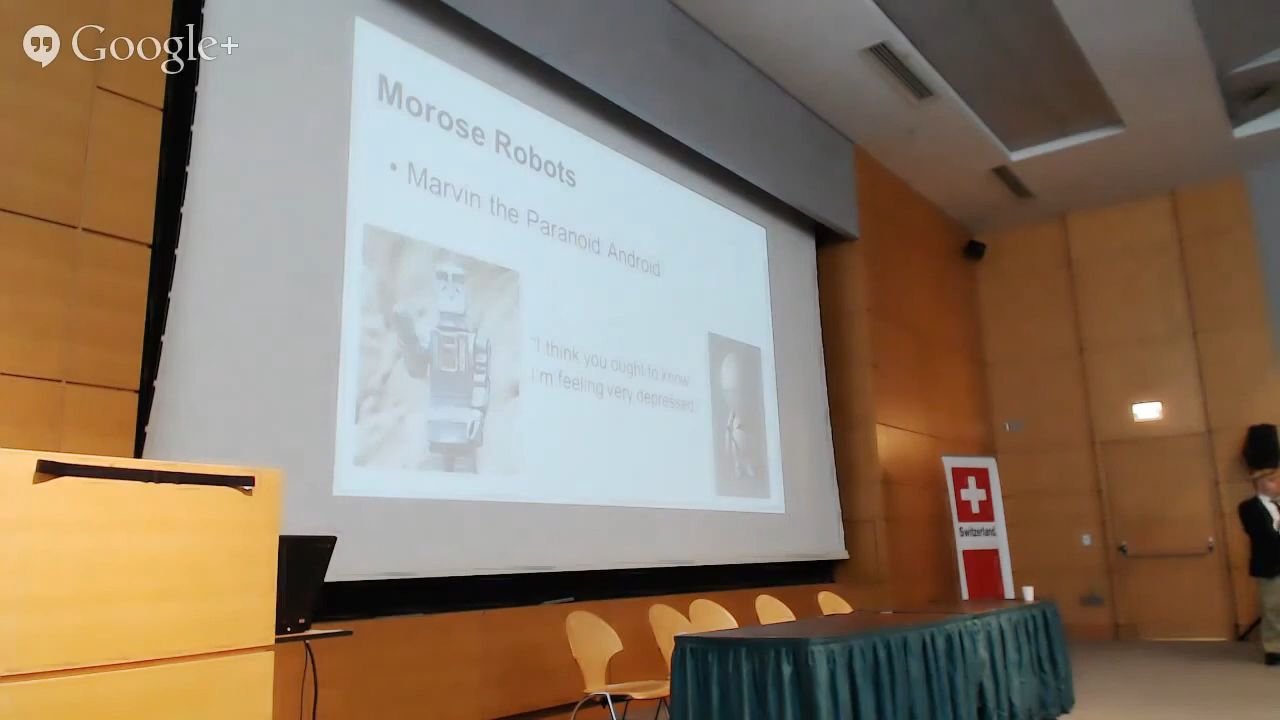 Google+
Morose Robots
• Marvin the Paranoid Android
"I think you ought to know
I'm feeling very depressed
Switzerland.